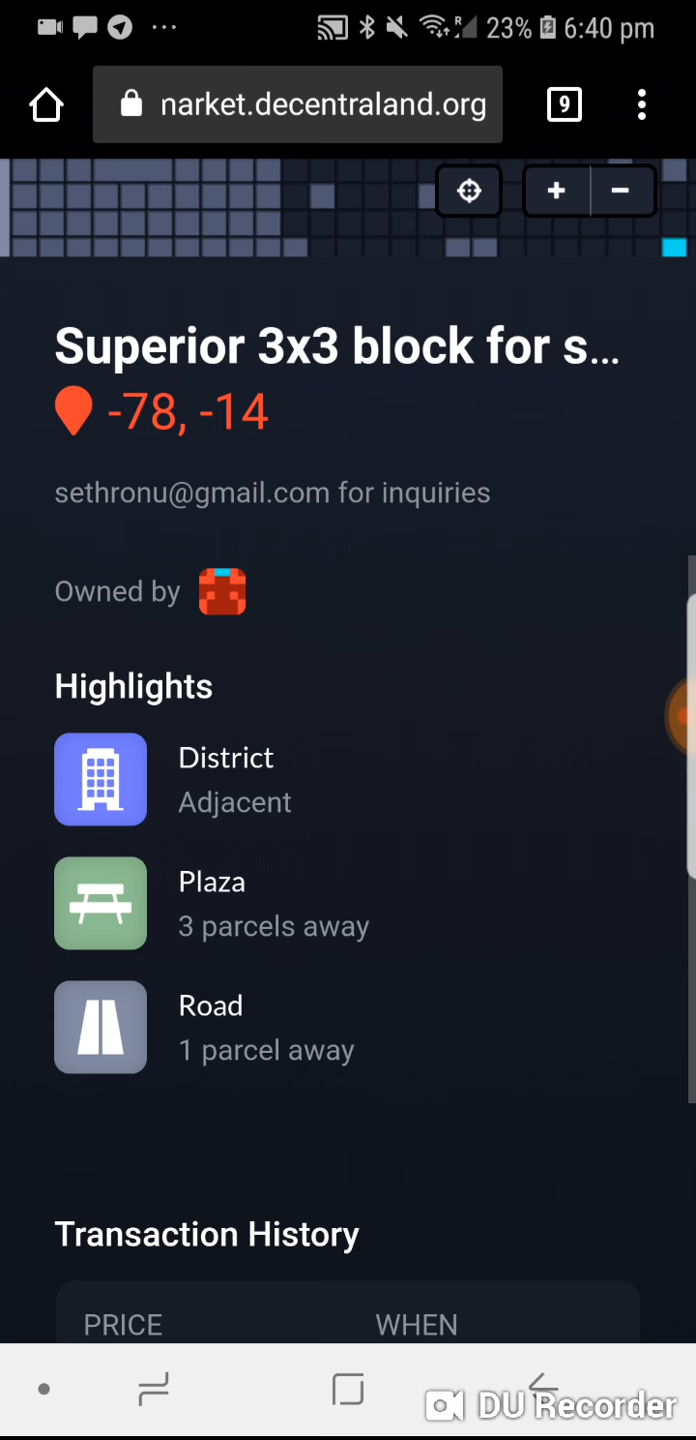 23% 6:40 pm
narket.decentraland.org
9
+ −
Superior 3x3 block for s...
-78, -14
sethronu@gmail.com for inquiries
Owned by
Highlights
District
Adjacent
Plaza
3 parcels away
Road
1 parcel away
Transaction History
PRICE WHEN
DU Recorder